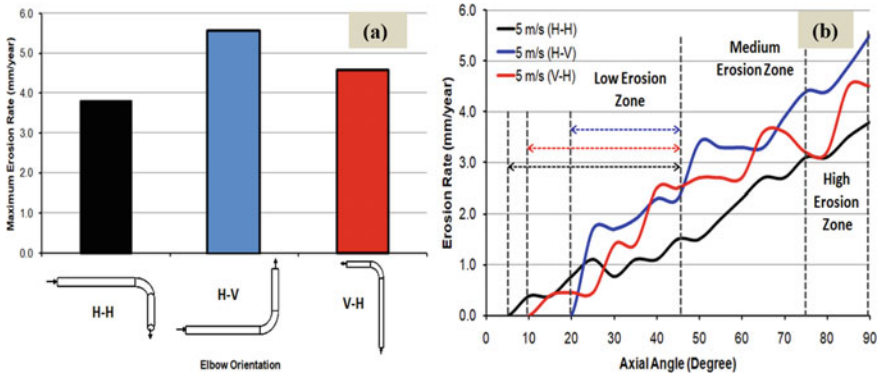 (a)
Maximum Erosion Rate (mm/year)
6.0
5.0
4.0
3.0
2.0
1.0
0.0
H-H
H-V
V-H
Elbow Orientation
(b)
Erosion Rate (mm/year)
6.0
5.0
4.0
3.0
2.0
1.0
0.0
5 m/s (H-H)
5 m/s (H-V)
5 m/s (V-H)
Low Erosion
Zone
Medium
Erosion Zone
High
Erosion
Zone
0 10 20 30 40 50 60 70 80 90
Axial Angle (Degree)